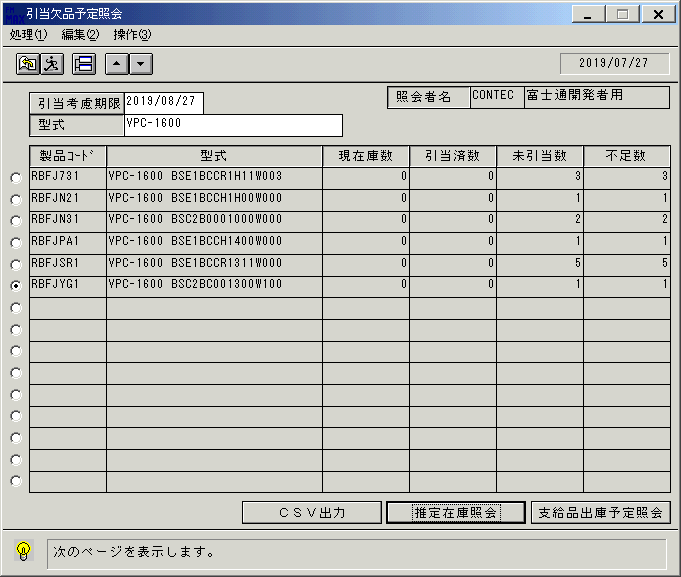 引当欠品予定照会
処理(1) 編集(2) 操作(3)
2019/07/27
引当考慮期限 2019/08/27 照会者名 CONTEC 富士通開発者用
型式 VPC-1600
製品ｺｰﾄﾞ 型式 現在庫数 引当済数 未引当数 不足数
RBFJ731 VPC-1600 BSE1BCCR1H11W003 0 0 3 3
RBFJN21 VPC-1600 BSE1BCCH1H00W000 0 0 1 1
RBFJN31 VPC-1600 BSC2B0001000W000 0 0 2 2
RBFJPA1 VPC-1600 BSE1BCCH1400W000 0 0 1 1
RBFJSR1 VPC-1600 BSE1BCCR1311W000 0 0 5 5
RBFJYG1 VPC-1600 BSC2BC001300W100 0 0 1 1
ＣＳＶ出力 推定在庫照会 支給品出庫予定照会
次のページを表示します。